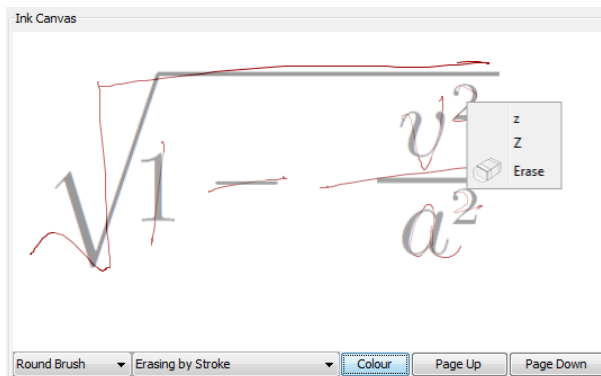 Ink Canvas
√1 − v²/a²
z
Z
Erase
Round Brush
Erasing by Stroke
Colour
Page Up
Page Down